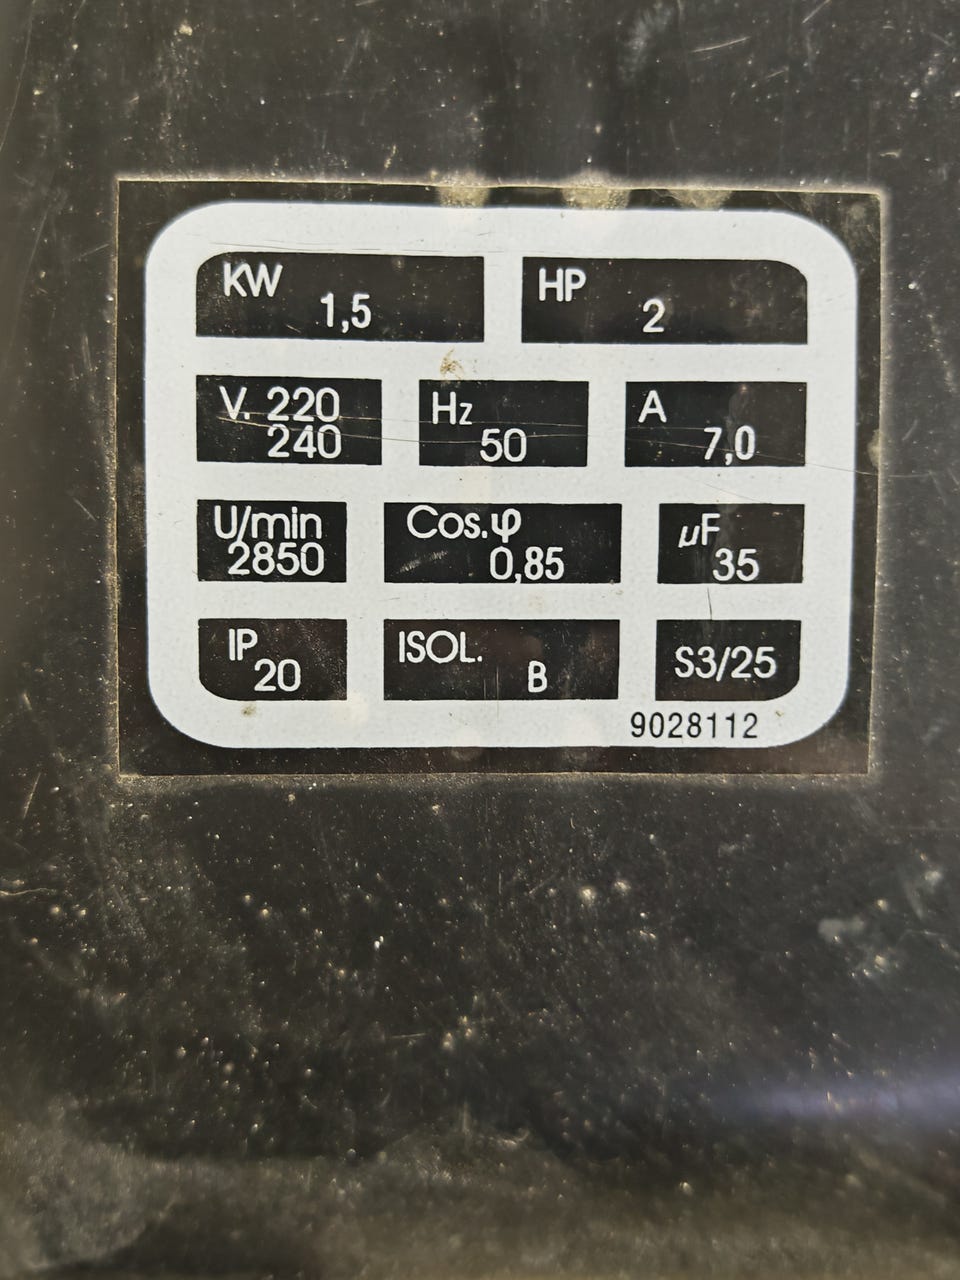 KW
1,5
HP
2
V. 220
240
Hz
50
A
7,0
U/min
2850
Cos.φ
0,85
µF
35
IP
20
ISOL.
B
S3/25
9028112